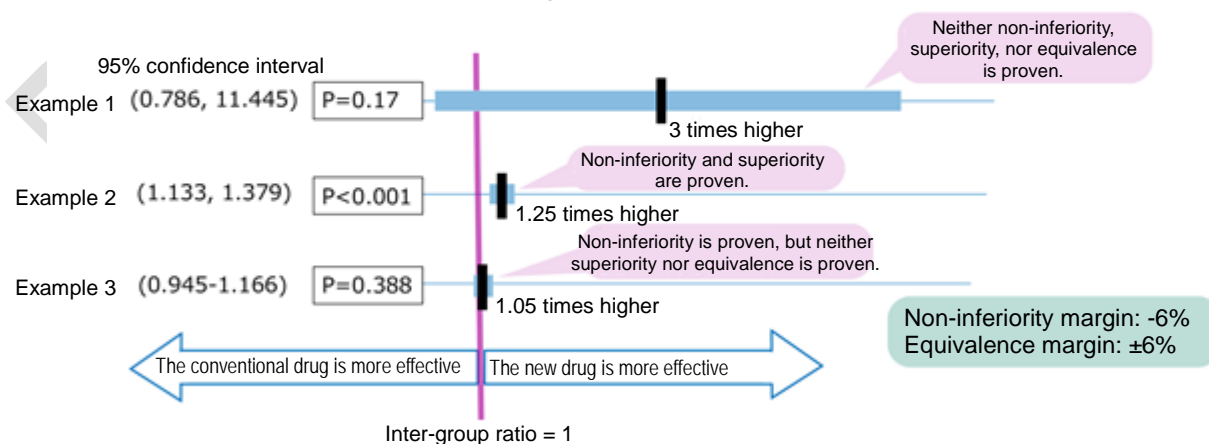 Neither non-inferiority,
superiority, nor equivalence
is proven.
95% confidence interval
Example 1 (0.786, 11.445) P=0.17
3 times higher
Non-inferiority and superiority
are proven.
Example 2 (1.133, 1.379) P<0.001
1.25 times higher
Non-inferiority is proven, but neither
superiority nor equivalence is proven.
Example 3 (0.945-1.166) P=0.388
1.05 times higher
Non-inferiority margin: -6%
Equivalence margin: ±6%
The conventional drug is more effective
The new drug is more effective
Inter-group ratio = 1